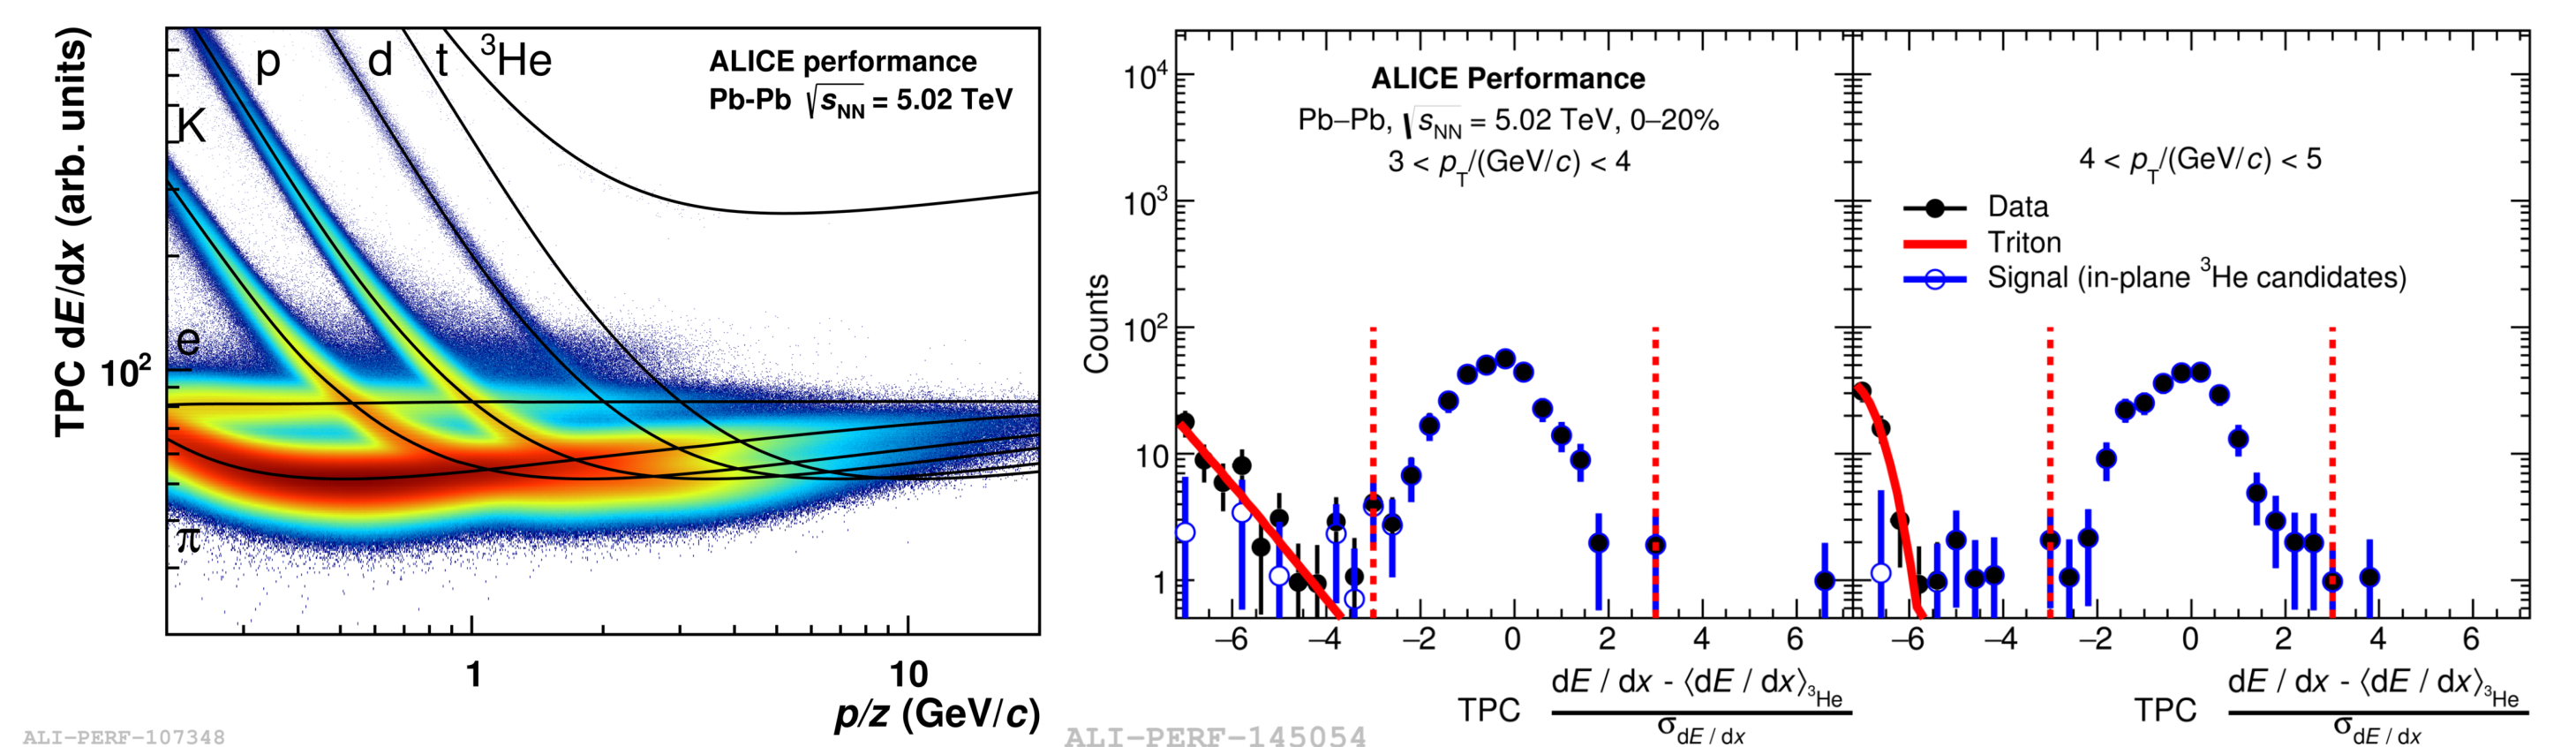 TPC dE/dx (arb. units)
p d t ³He
K
e
π
ALICE performance
Pb-Pb √sNN = 5.02 TeV
10²
1 10
p/z (GeV/c)
ALI−PERF−107348
Counts
10⁴
10³
10²
10
1
ALICE Performance
Pb−Pb, √sNN = 5.02 TeV, 0−20%
3 < pT/(GeV/c) < 4
−6 −4 −2 0 2 4 6
TPC dE / dx - ⟨dE / dx⟩³He
σdE / dx
ALI−PERF−145054
4 < pT/(GeV/c) < 5
Data
Triton
Signal (in-plane ³He candidates)
−6 −4 −2 0 2 4 6
TPC dE / dx - ⟨dE / dx⟩³He
σdE / dx